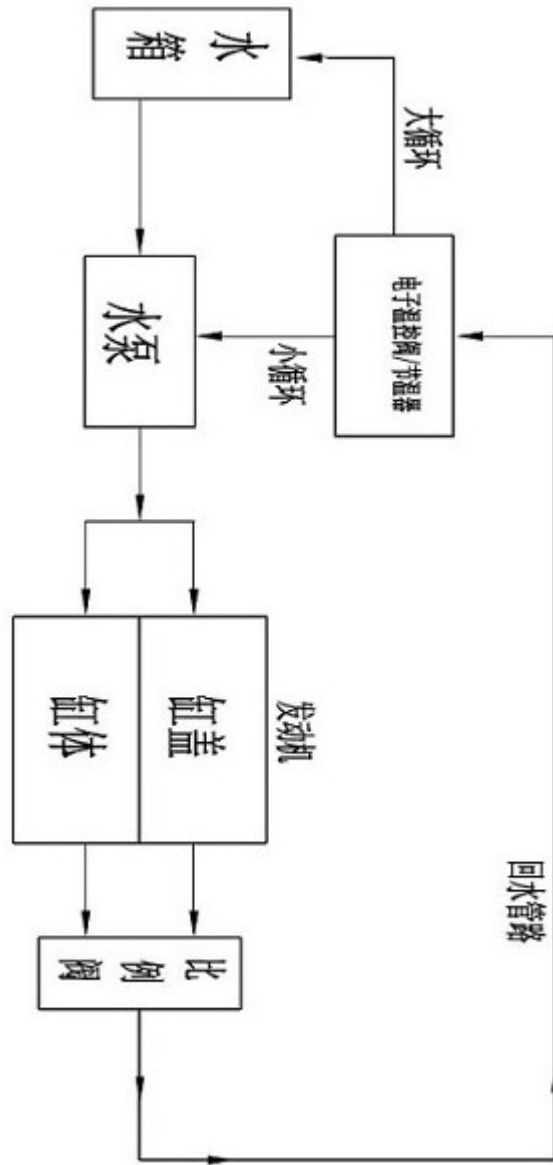 水箱
大循环
电子温控阀/节温器
水泵
小循环
缸体
缸盖
发动机
回水管路
比例阀